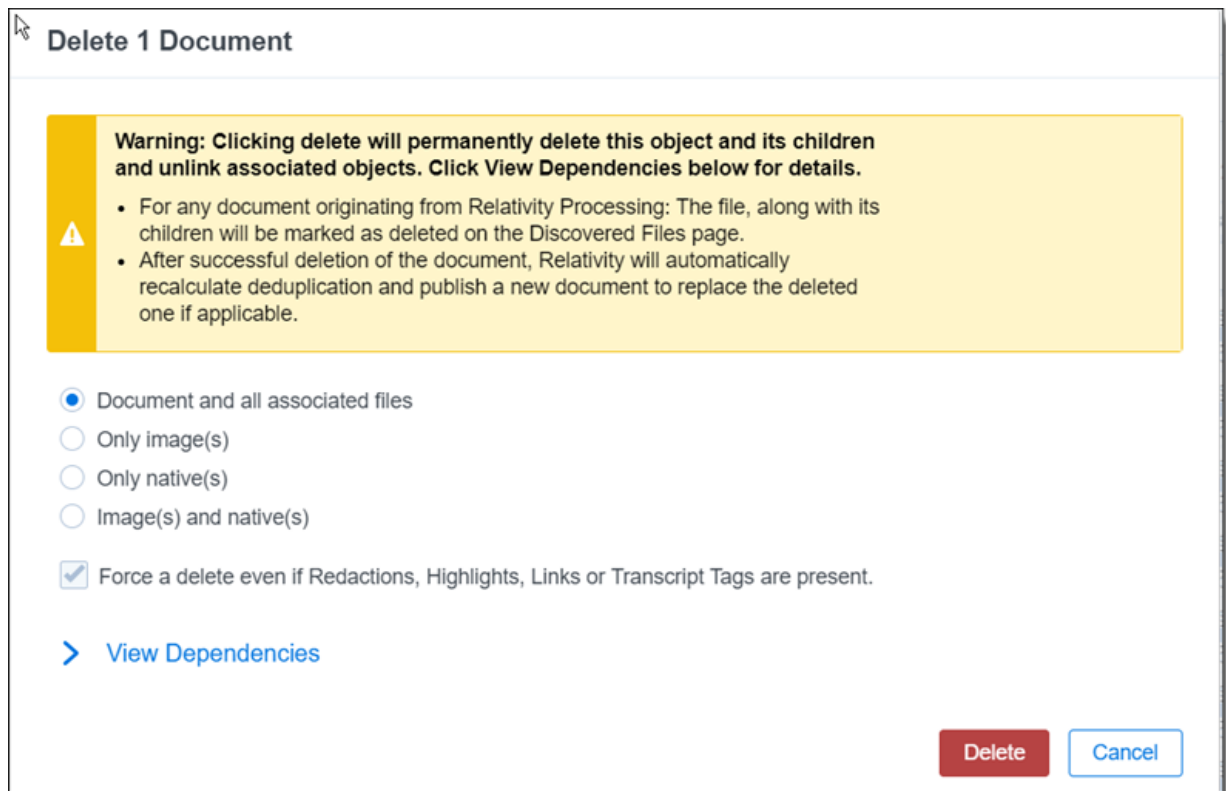 Delete 1 Document
Warning: Clicking delete will permanently delete this object and its children
and unlink associated objects. Click View Dependencies below for details.
• For any document originating from Relativity Processing: The file, along with its
children will be marked as deleted on the Discovered Files page.
• After successful deletion of the document, Relativity will automatically
recalculate deduplication and publish a new document to replace the deleted
one if applicable.
Document and all associated files
Only image(s)
Only native(s)
Image(s) and native(s)
Force a delete even if Redactions, Highlights, Links or Transcript Tags are present.
View Dependencies
Delete Cancel